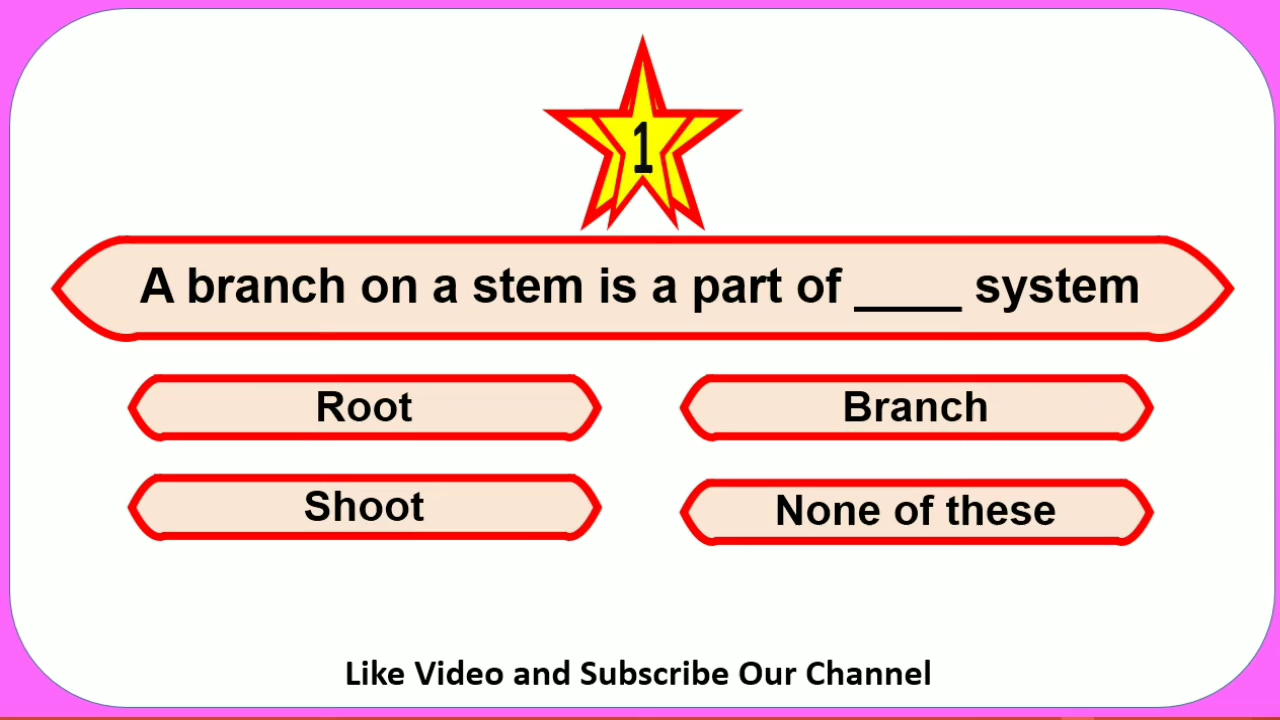 1
A branch on a stem is a part of ____ system
Root
Branch
Shoot
None of these
Like Video and Subscribe Our Channel